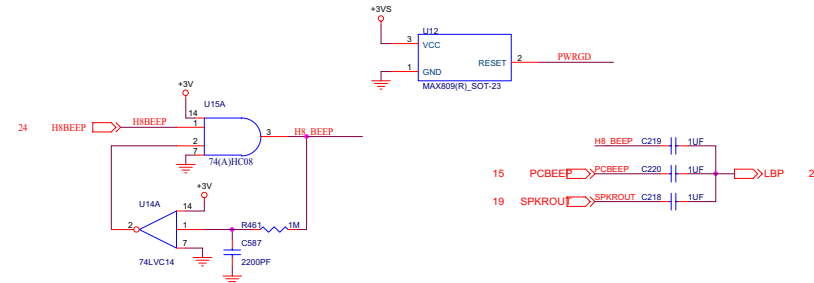 +3VS
U12
3 VCC
RESET 2 PWRGD
1 GND
MAX809(R)_SOT-23
+3V
U15A
14
24 H8BEEP H8BEEP 1
3 H8_BEEP
2
7
74(A)HC08
H8_BEEP C219 1UF
15 PCBEEP PCBEEP C220 1UF LBP 2
19 SPKROUT SPKROUT C218 1UF
+3V
U14A
14
2 1 R461 1M
7 C587
74LVC14 2200PF